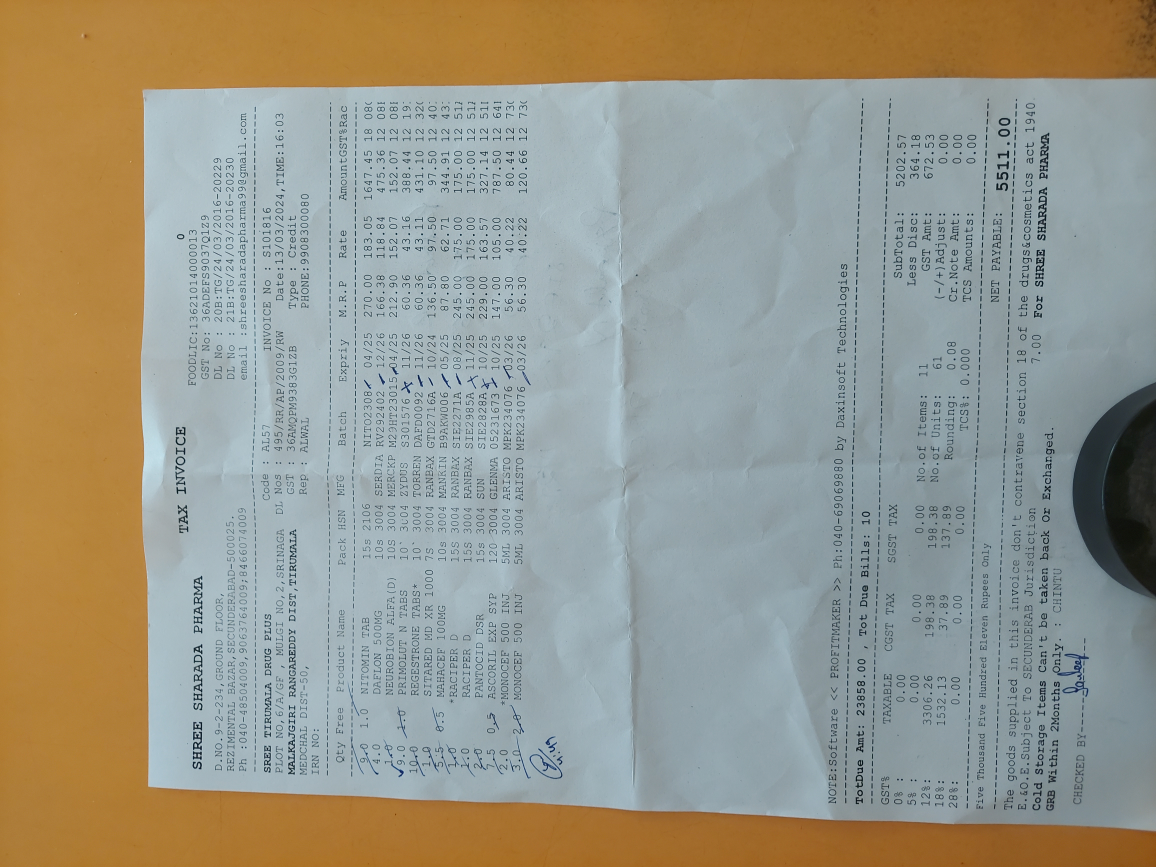 TAX INVOICE
0
SHREE SHARADA PHARMA
FOODLIC:13621014000013
D.NO.9-2-234,GROUND FLOOR,
GST No: 36ADEFS9037Q1Z9
REZIMENTAL BAZAR,SECUNDERABAD-500025.
DL No : 20B:TG/24/03/2016-20229
Ph :040-48504009,9063764009;8466074009
DL No : 21B:TG/24/03/2016-20230
email :shreesharadapharma99@gmail.com
SREE TIRUMALA DRUG PLUS Code : AL57 INVOICE No : S101816
PLOT NO,6/A/GF , MULGI NO,2,SRINAGA DL Nos : 495/RR/AP/2009/RW Date:13/03/2024,TIME:16:03
MALKAJGIRI RANGAREDDY DIST,TIRUMALA GST : 36AMQPM9383G1ZB Type : Credit
MEDCHAL DIST-50, Rep : ALWAL PHONE:9908300080
IRN NO:
Qty Free Product Name Pack HSN MFG Batch Expriy M.R.P Rate AmountGST%Rac
9.0 1.0 NITOMIN TAB 15s 2106 NITO2308 04/25 270.00 183.05 1647.45 18
4.0 DAFLON 500MG 10s 3004 SERDIA RV292402 12/26 166.38 118.84 475.36 12
1.0 NEUROBION ALFA(D) 10S 3004 MERCKP N29HT23015 04/25 212.90 152.07 152.07 12
9.0 1.0 PRIMOLUT N TABS 10' 3004 ZYDUS S301576 11/26 60.36 43.16 388.44 12
10.0 REGESTRONE TABS* 10' 3004 TORREN DAFD0092 11/26 60.36 43.11 431.10 12
1.0 SITARED MD XR 1000 7S 3004 RANBAX GTD2716A 10/24 136.50 97.50 97.50 12
5.5 0.5 MAHACEF 100MG 10s 3004 MANKIN B9AKW006 05/25 87.80 62.71 344.91 12
1.0 *RACIPER D 15S 3004 RANBAX SIE2271A 08/25 245.00 175.00 175.00 12
1.0 RACIPER D 15S 3004 RANBAX SIE2985A 11/25 245.00 175.00 175.00 12
2.0 PANTOCID DSR 15s 3004 SUN SIE2828A 10/25 229.00 163.57 327.14 12
7.5 0.5 ASCORIL EXP SYP 120 3004 GLENMA 05231673 10/25 147.00 105.00 787.50 12
2.0 *MONOCEF 500 INJ 5ML 3004 ARISTO MPK234076 03/26 56.30 40.22 80.44 12
3.0 MONOCEF 500 INJ 5ML 3004 ARISTO MPK234076 03/26 56.30 40.22 120.66 12
NOTE:Software << PROFITMAKER >> Ph:040-69069880 by Daxinsoft Technologies
TotDue Amt: 23858.00 , Tot Due Bills: 10
GST% TAXABLE CGST TAX SGST TAX No.of Items: 11 SubTotal: 5202.57
0% : 0.00 0.00 0.00 No.of Units: 61 Less Disc: 364.18
5% : 0.00 0.00 GST Amt: 672.53
12%: 3306.26 198.38 198.38 Rounding: 0.08 (-/+)Adjust: 0.00
18%: 1532.13 137.89 137.89 Cr.Note Amt: 0.00
28%: 0.00 0.00 0.00 TCS%: 0.000 TCS Amounts: 0.00
Five Thousand Five Hundred Eleven Rupees Only NET PAYABLE: 5511.00
The goods supplied in this invoice don't contravene section 18 of the drugs&cosmetics act 1940
E.&O.E.Subject To SECUNDERAB Jurisdiction 7.00 For SHREE SHARADA PHARMA
Cold Storage Items Can't be taken back Or Exchanged.
GRB Within 2Months Only. : CHINTU
CHECKED BY-----